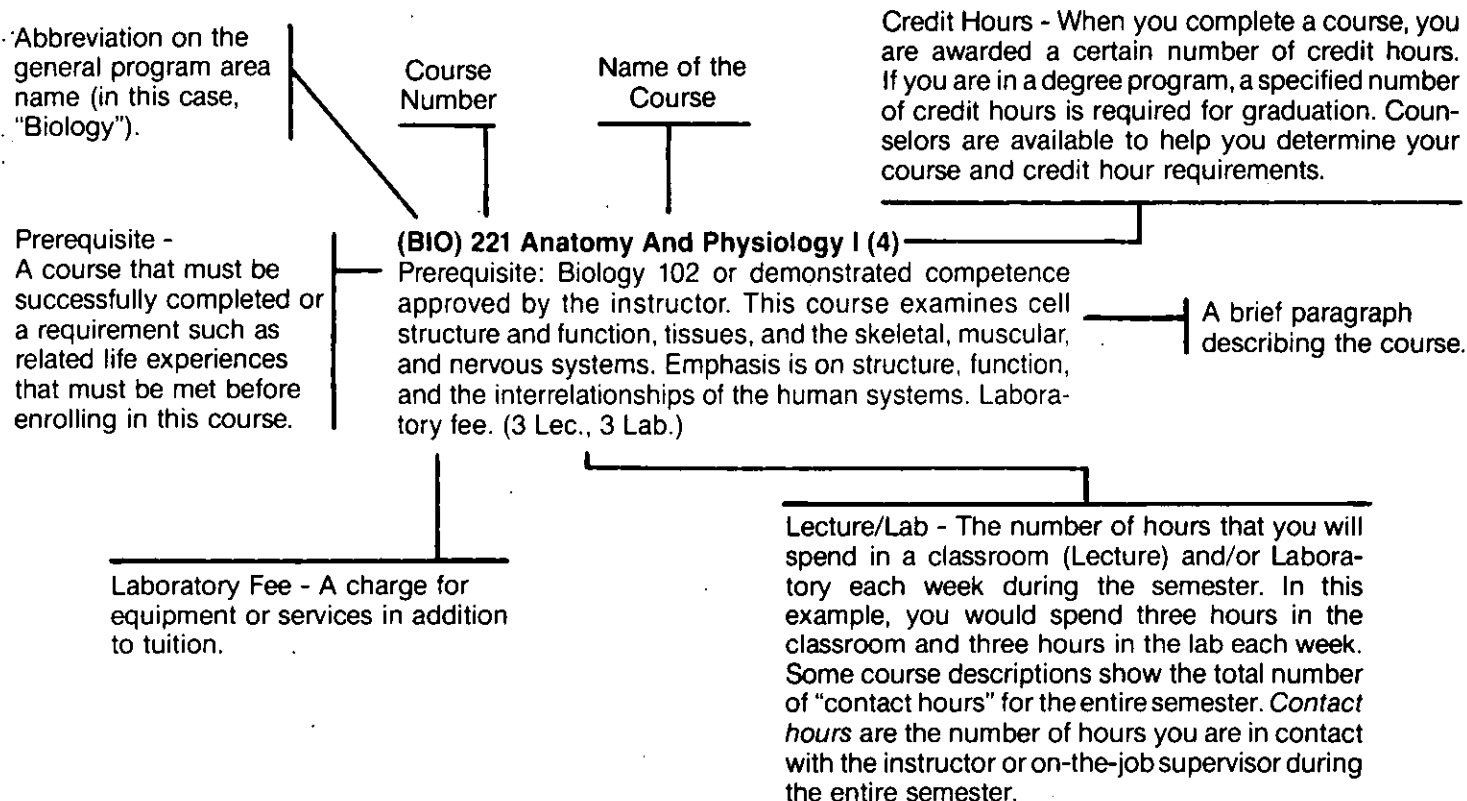 Abbreviation on the
general program area
name (in this case,
"Biology").
Course
Number
Name of the
Course
Credit Hours - When you complete a course, you
are awarded a certain number of credit hours.
If you are in a degree program, a specified number
of credit hours is required for graduation. Coun-
selors are available to help you determine your
course and credit hour requirements.
Prerequisite -
A course that must be
successfully completed or
a requirement such as
related life experiences
that must be met before
enrolling in this course.
(BIO) 221 Anatomy And Physiology I (4)
Prerequisite: Biology 102 or demonstrated competence
approved by the instructor. This course examines cell
structure and function, tissues, and the skeletal, muscular,
and nervous systems. Emphasis is on structure, function,
and the interrelationships of the human systems. Labora-
tory fee. (3 Lec., 3 Lab.)
A brief paragraph
describing the course.
Laboratory Fee - A charge for
equipment or services in addition
to tuition.
Lecture/Lab - The number of hours that you will
spend in a classroom (Lecture) and/or Labora-
tory each week during the semester. In this
example, you would spend three hours in the
classroom and three hours in the lab each week.
Some course descriptions show the total number
of "contact hours" for the entire semester. Contact
hours are the number of hours you are in contact
with the instructor or on-the-job supervisor during
the entire semester.